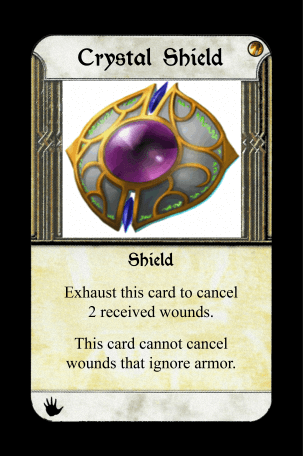 Crystal Shield
Shield
Exhaust this card to cancel
2 received wounds.
This card cannot cancel
wounds that ignore armor.